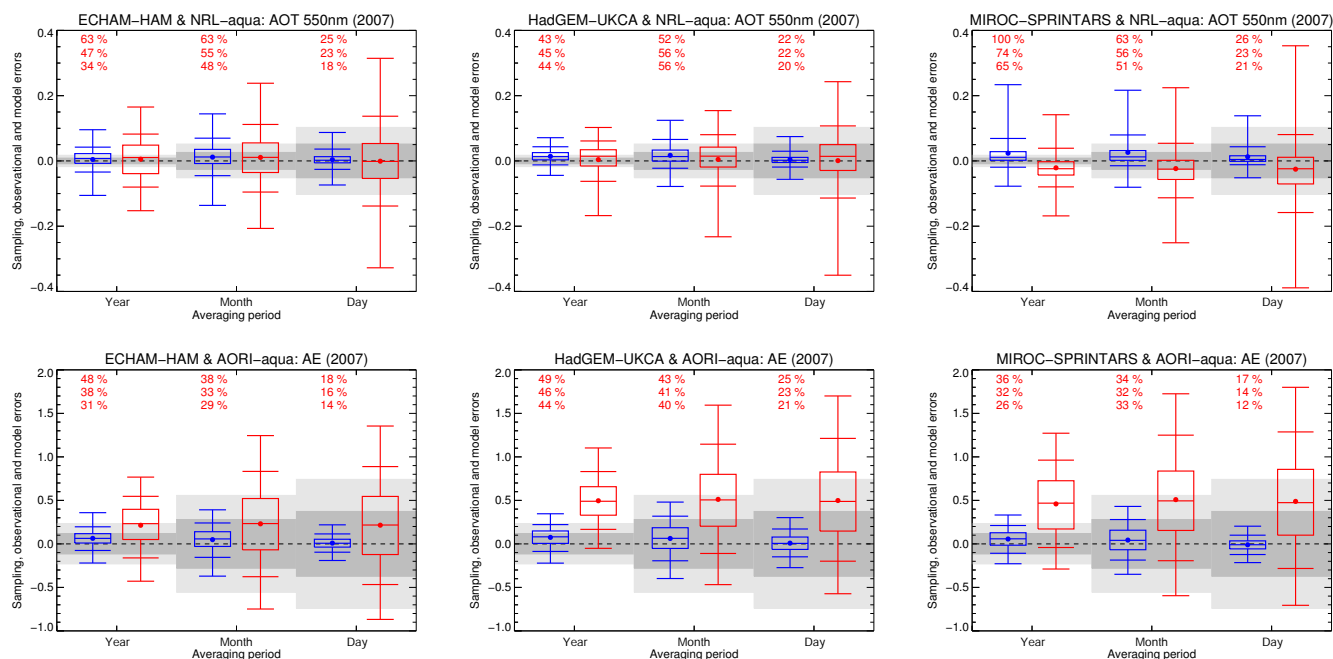 ECHAM−HAM & NRL−aqua: AOT 550nm (2007)
Sampling, observational and model errors
0.4
0.2
0.0
−0.2
−0.4
63 % 63 % 25 %
47 % 55 % 23 %
34 % 48 % 18 %
Year Month Day
Averaging period
HadGEM−UKCA & NRL−aqua: AOT 550nm (2007)
Sampling, observational and model errors
0.4
0.2
0.0
−0.2
−0.4
43 % 52 % 22 %
45 % 56 % 22 %
44 % 56 % 20 %
Year Month Day
Averaging period
MIROC−SPRINTARS & NRL−aqua: AOT 550nm (2007)
Sampling, observational and model errors
0.4
0.2
0.0
−0.2
−0.4
100 % 63 % 26 %
74 % 56 % 23 %
65 % 51 % 21 %
Year Month Day
Averaging period
ECHAM−HAM & AORI−aqua: AE (2007)
Sampling, observational and model errors
2.0
1.5
1.0
0.5
0.0
−0.5
−1.0
48 % 38 % 18 %
38 % 33 % 16 %
31 % 29 % 14 %
Year Month Day
Averaging period
HadGEM−UKCA & AORI−aqua: AE (2007)
Sampling, observational and model errors
2.0
1.5
1.0
0.5
0.0
−0.5
−1.0
49 % 43 % 25 %
46 % 41 % 23 %
44 % 40 % 21 %
Year Month Day
Averaging period
MIROC−SPRINTARS & AORI−aqua: AE (2007)
Sampling, observational and model errors
2.0
1.5
1.0
0.5
0.0
−0.5
−1.0
36 % 34 % 17 %
32 % 32 % 14 %
26 % 33 % 12 %
Year Month Day
Averaging period